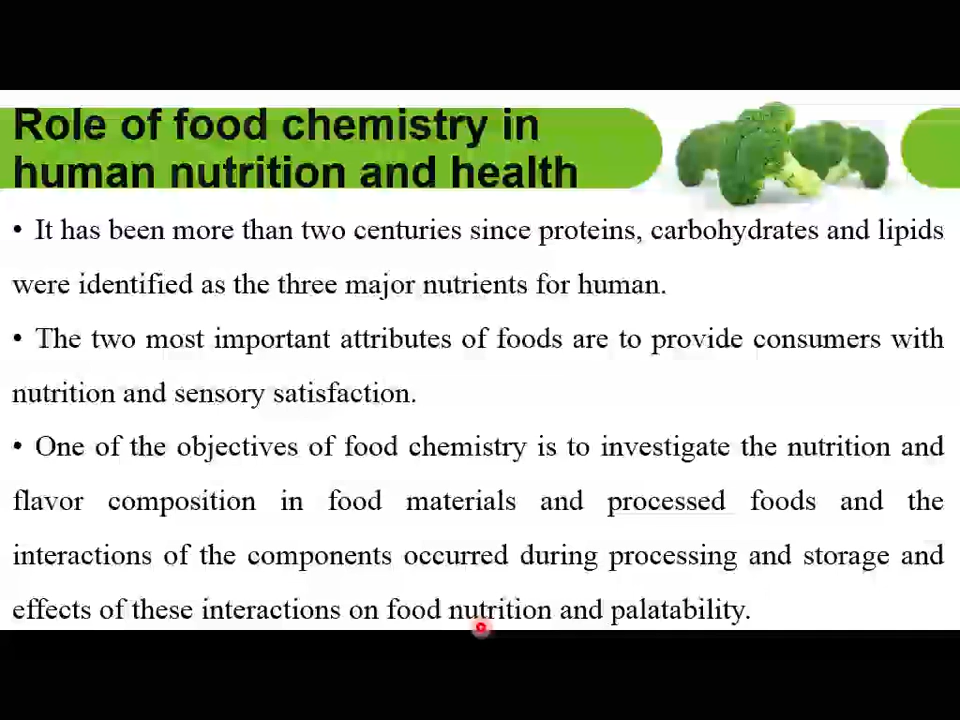 Role of food chemistry in
human nutrition and health
• It has been more than two centuries since proteins, carbohydrates and lipids
were identified as the three major nutrients for human.
• The two most important attributes of foods are to provide consumers with
nutrition and sensory satisfaction.
• One of the objectives of food chemistry is to investigate the nutrition and
flavor composition in food materials and processed foods and the
interactions of the components occurred during processing and storage and
effects of these interactions on food nutrition and palatability.